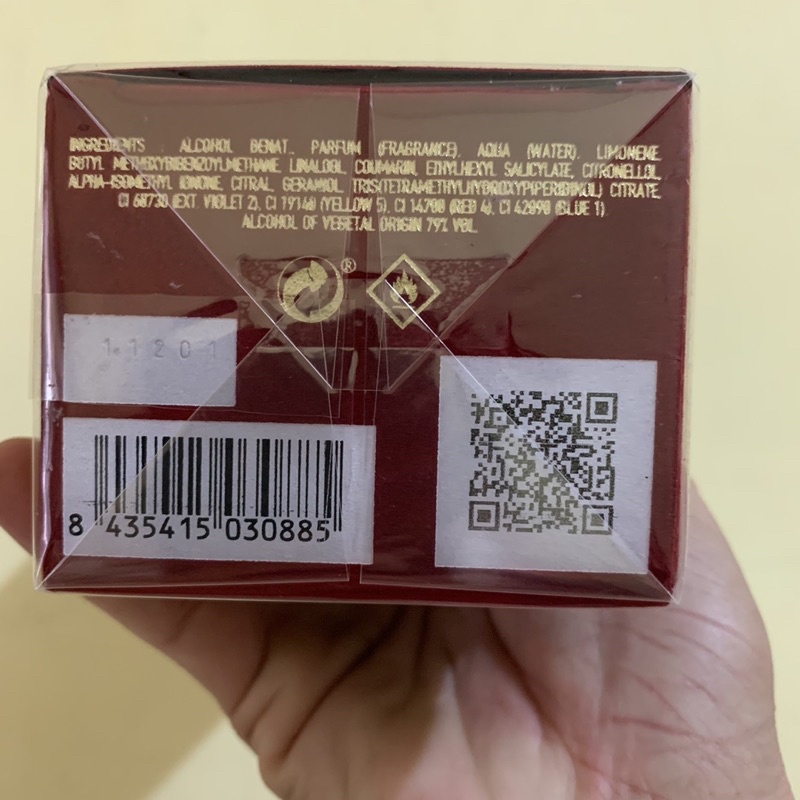 INGREDIENTS : ALCOHOL DENAT., PARFUM (FRAGRANCE), AQUA (WATER), LIMONENE,
BUTYL METHOXYDIBENZOYLMETHANE, LINALOOL, COUMARIN, ETHYLHEXYL SALICYLATE, CITRONELLOL,
ALPHA-ISOMETHYL IONONE, CITRAL, GERANIOL, TRIS(TETRAMETHYLHYDROXYPIPERIDINOL) CITRATE,
CI 60730 (EXT. VIOLET 2), CI 19140 (YELLOW 5), CI 14700 (RED 4), CI 42090 (BLUE 1).
ALCOHOL OF VEGETAL ORIGIN 79% VOL.
®
11201
8 435415 030885